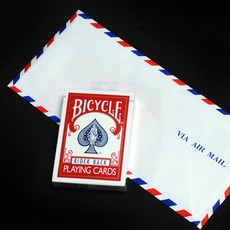 BICYCLE
RIDER BACK
PLAYING CARDS
VIA AIR MAIL